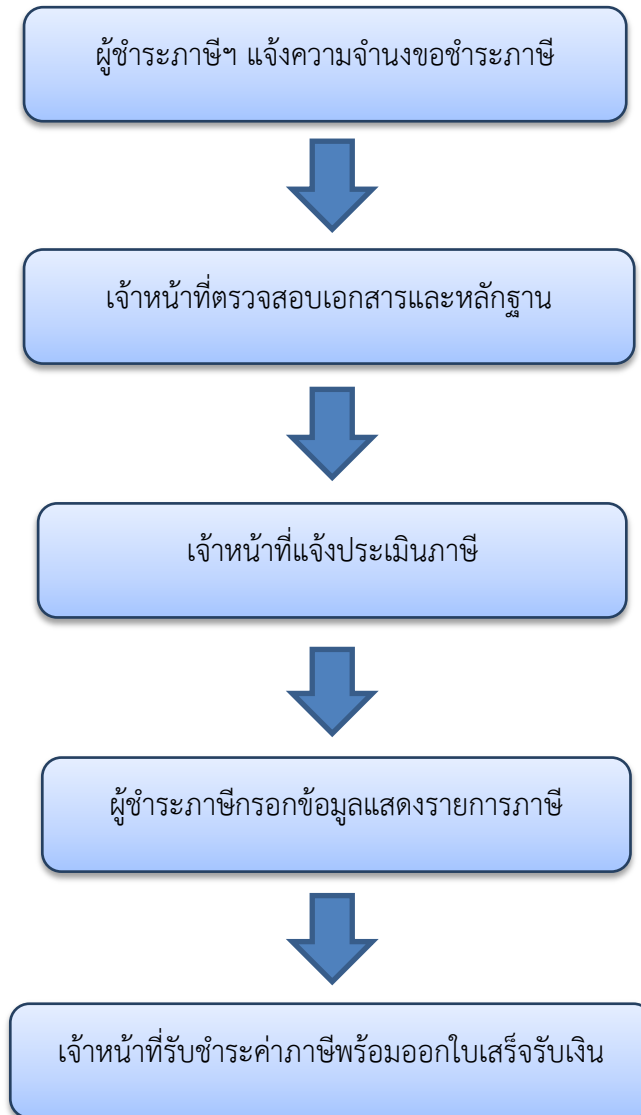 ผู้ชำระภาษีฯ แจ้งความจำนงขอชำระภาษี
เจ้าหน้าที่ตรวจสอบเอกสารและหลักฐาน
เจ้าหน้าที่แจ้งประเมินภาษี
ผู้ชำระภาษีกรอกข้อมูลแสดงรายการภาษี
เจ้าหน้าที่รับชำระค่าภาษีพร้อมออกใบเสร็จรับเงิน